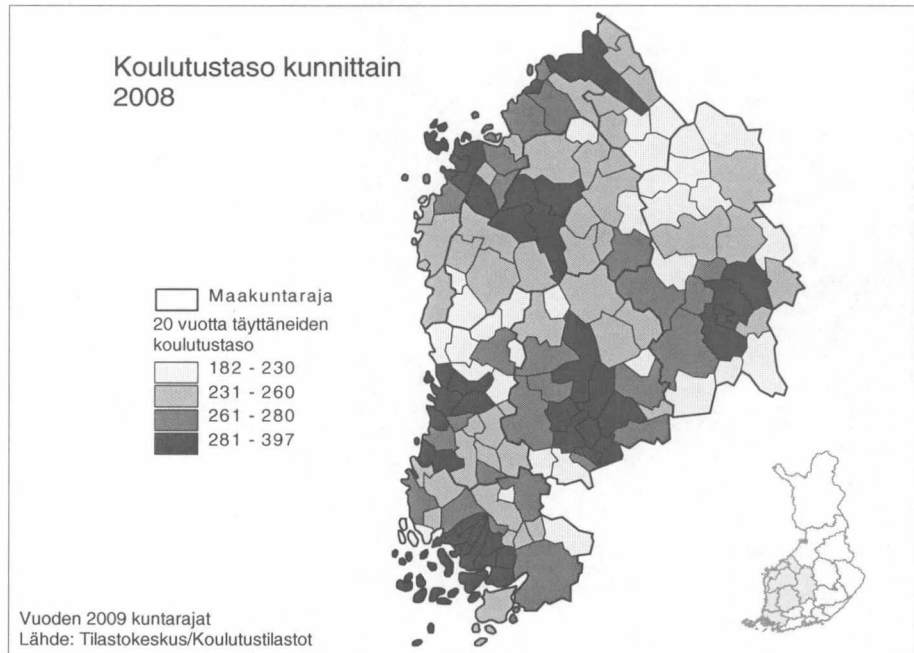 Koulutustaso kunnittain
2008
Maakuntaraja
20 vuotta täyttäneiden
koulutustaso
182 - 230
231 - 260
261 - 280
281 - 397
Vuoden 2009 kuntarajat
Lähde: Tilastokeskus/Koulutustilastot